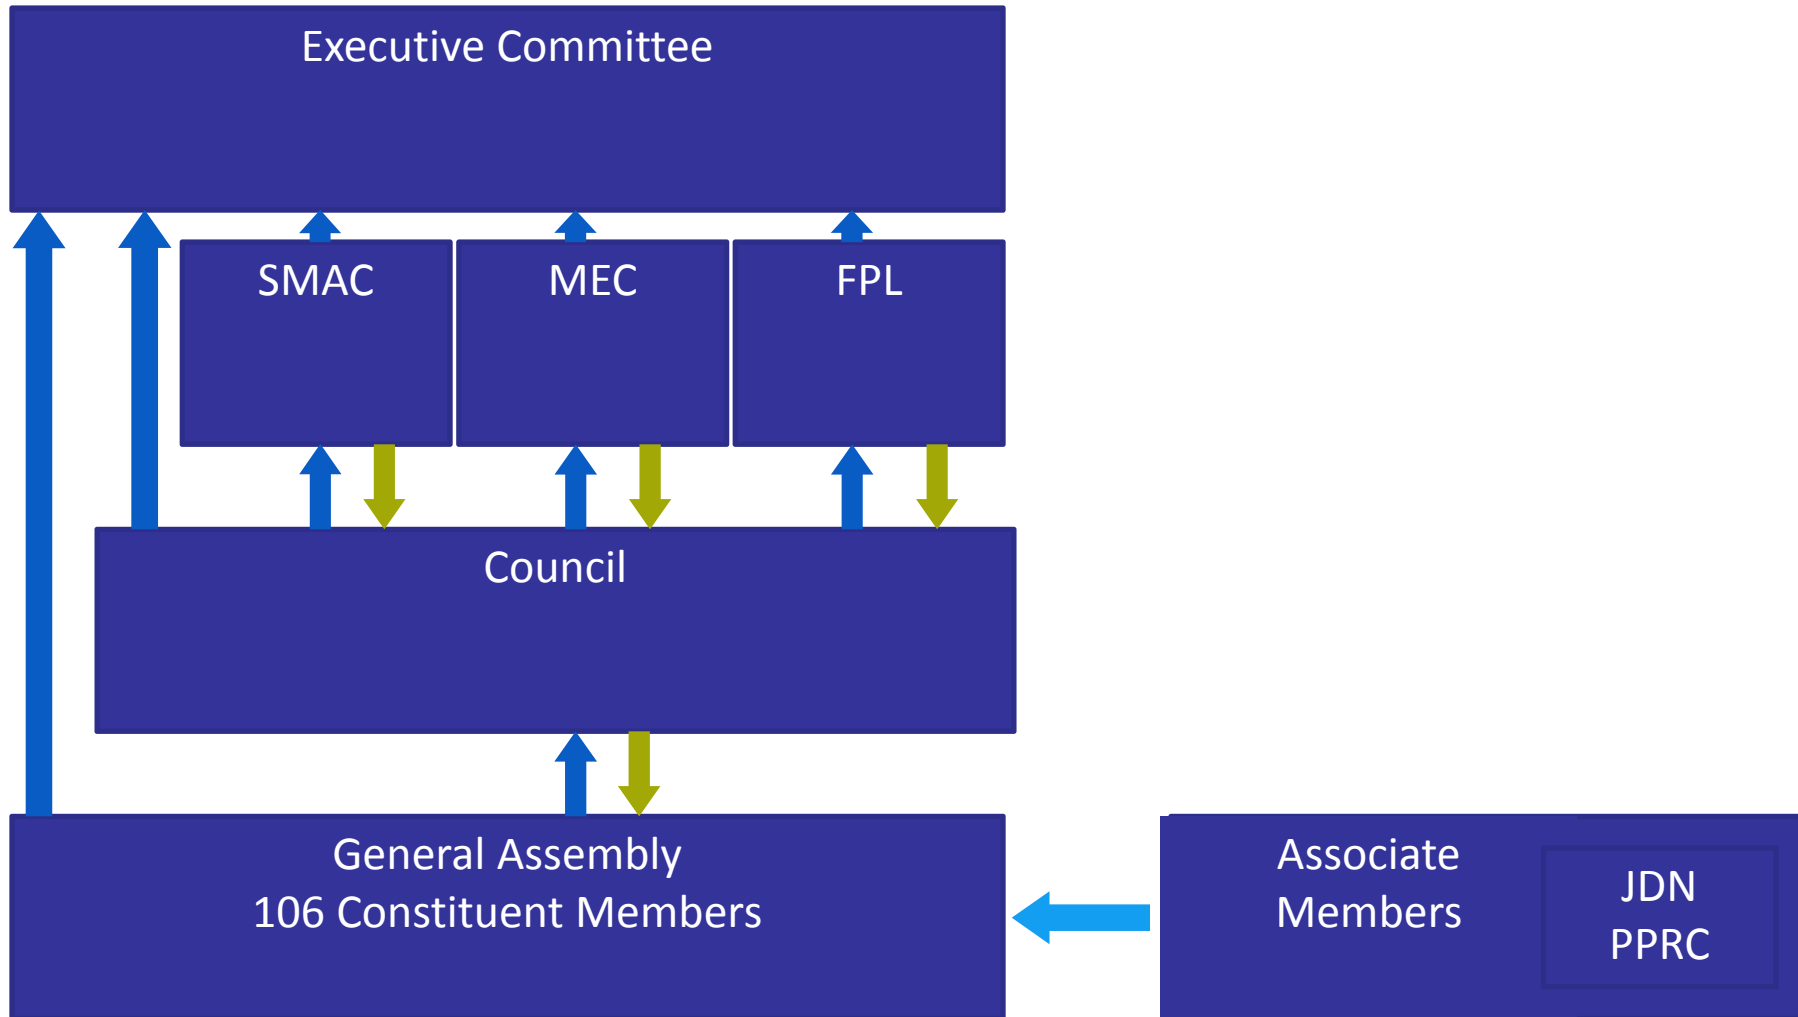 Executive Committee
SMAC
MEC
FPL
Council
General Assembly
106 Constituent Members
Associate
Members
JDN
PPRC